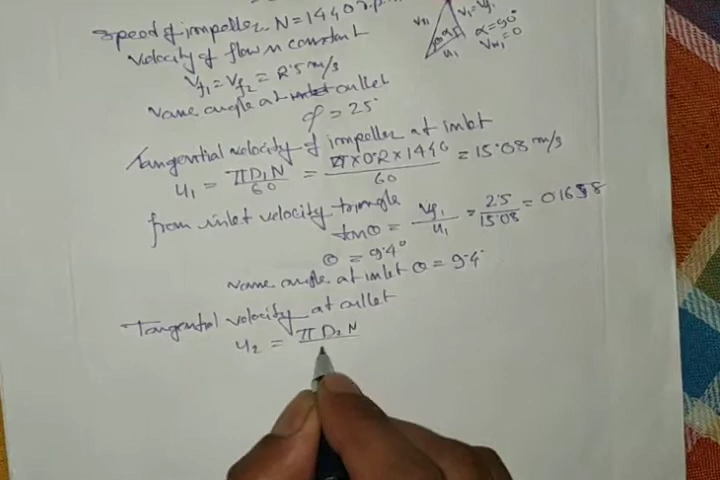 Speed of impeller N = 1440 r.p.m
Velocity of flow is constant
Vf1 = Vf2 = 2.5 m/s
Vane angle at inlet outlet
φ = 25°
Vr1 V1 = Vf1
θ α u1
α = 90°
Vw1 = 0
Tangential velocity of impeller at inlet
u1 = πD1N/60 = π×0.2×1440/60 = 15.08 m/s
from inlet velocity triangle
tanθ = Vf1/u1 = 2.5/15.08 = 0.1658
θ = 9.4°
Vane angle at inlet θ = 9.4°
Tangential velocity at outlet
u2 = πD2N